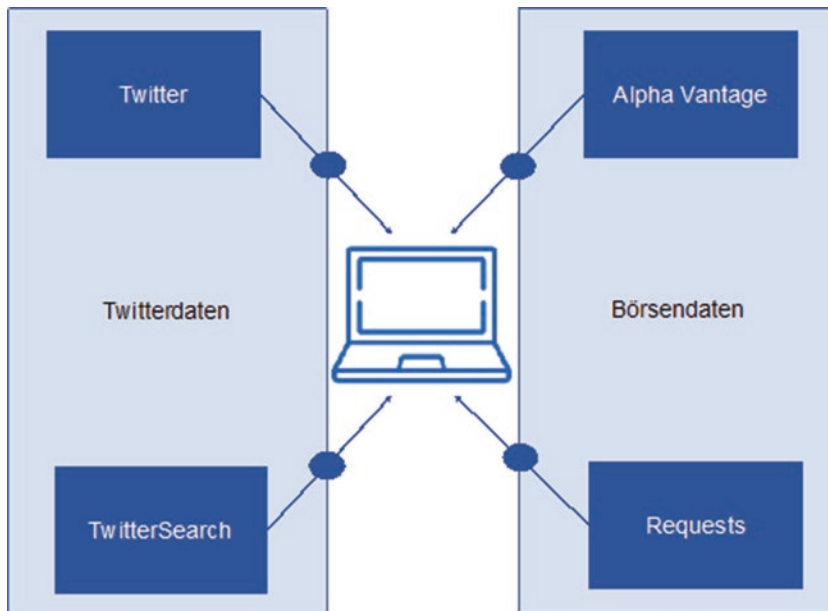 Twitter
Alpha Vantage
Twitterdaten
Börsendaten
TwitterSearch
Requests